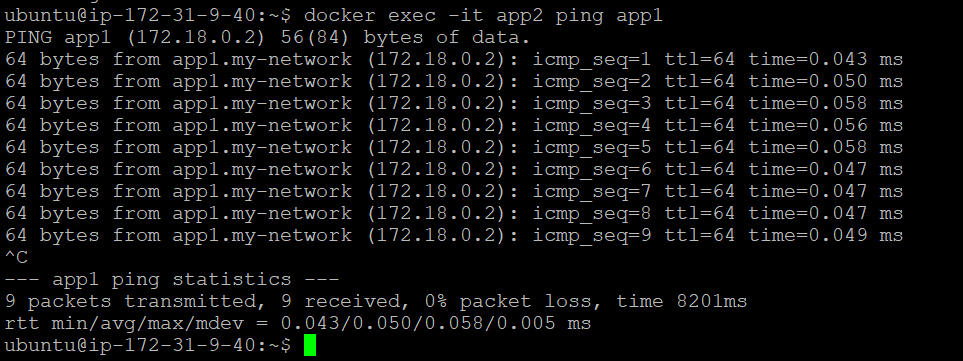 ubuntu@ip-172-31-9-40:~$ docker exec -it app2 ping app1
PING app1 (172.18.0.2) 56(84) bytes of data.
64 bytes from app1.my-network (172.18.0.2): icmp_seq=1 ttl=64 time=0.043 ms
64 bytes from app1.my-network (172.18.0.2): icmp_seq=2 ttl=64 time=0.050 ms
64 bytes from app1.my-network (172.18.0.2): icmp_seq=3 ttl=64 time=0.058 ms
64 bytes from app1.my-network (172.18.0.2): icmp_seq=4 ttl=64 time=0.056 ms
64 bytes from app1.my-network (172.18.0.2): icmp_seq=5 ttl=64 time=0.058 ms
64 bytes from app1.my-network (172.18.0.2): icmp_seq=6 ttl=64 time=0.047 ms
64 bytes from app1.my-network (172.18.0.2): icmp_seq=7 ttl=64 time=0.047 ms
64 bytes from app1.my-network (172.18.0.2): icmp_seq=8 ttl=64 time=0.047 ms
64 bytes from app1.my-network (172.18.0.2): icmp_seq=9 ttl=64 time=0.049 ms
^C
--- app1 ping statistics ---
9 packets transmitted, 9 received, 0% packet loss, time 8201ms
rtt min/avg/max/mdev = 0.043/0.050/0.058/0.005 ms
ubuntu@ip-172-31-9-40:~$